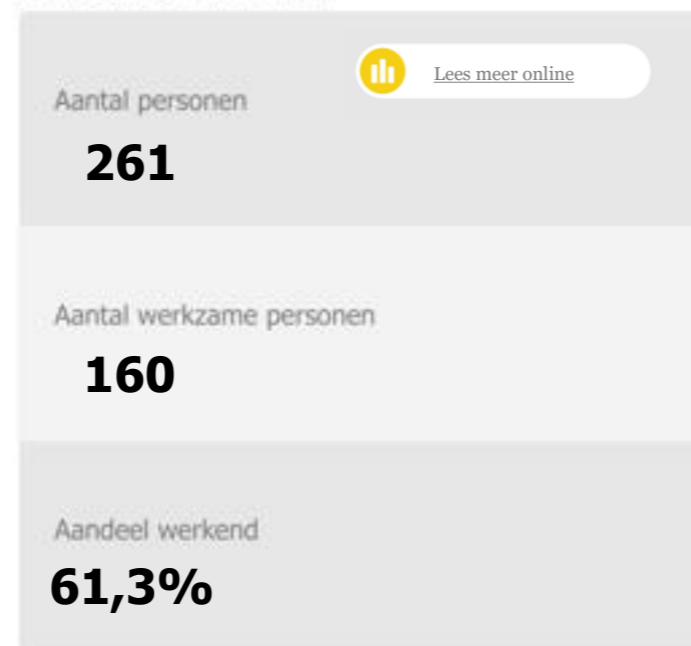 Lees meer online
Aantal personen
261
Aantal werkzame personen
160
Aandeel werkend
61,3%